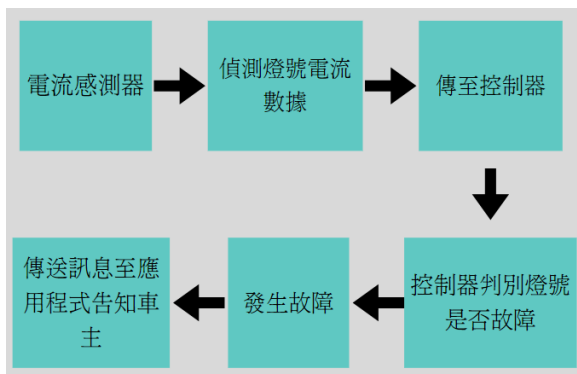 電流感測器
偵測燈號電流
數據
傳至控制器
控制器判別燈號
是否故障
發生故障
傳送訊息至應
用程式告知車
主